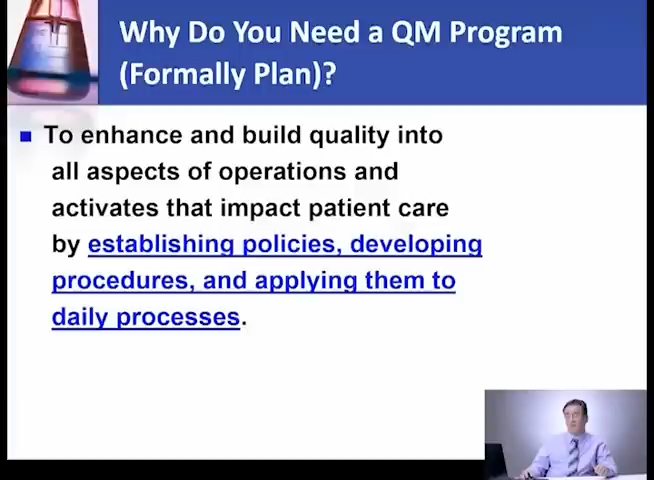 Why Do You Need a QM Program
(Formally Plan)?
To enhance and build quality into
all aspects of operations and
activates that impact patient care
by establishing policies, developing
procedures, and applying them to
daily processes.